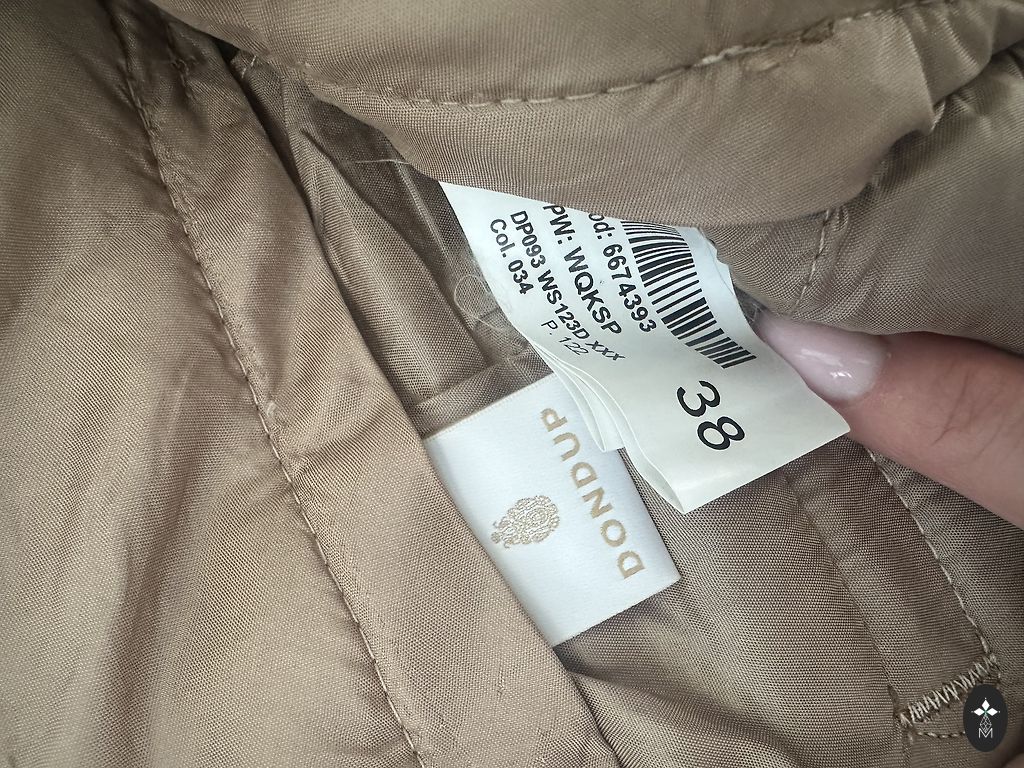 od: 6674393
PW: WQKSP
DP093 WS123D XXX
Col. 034
P. 122
38
DONDUP
M